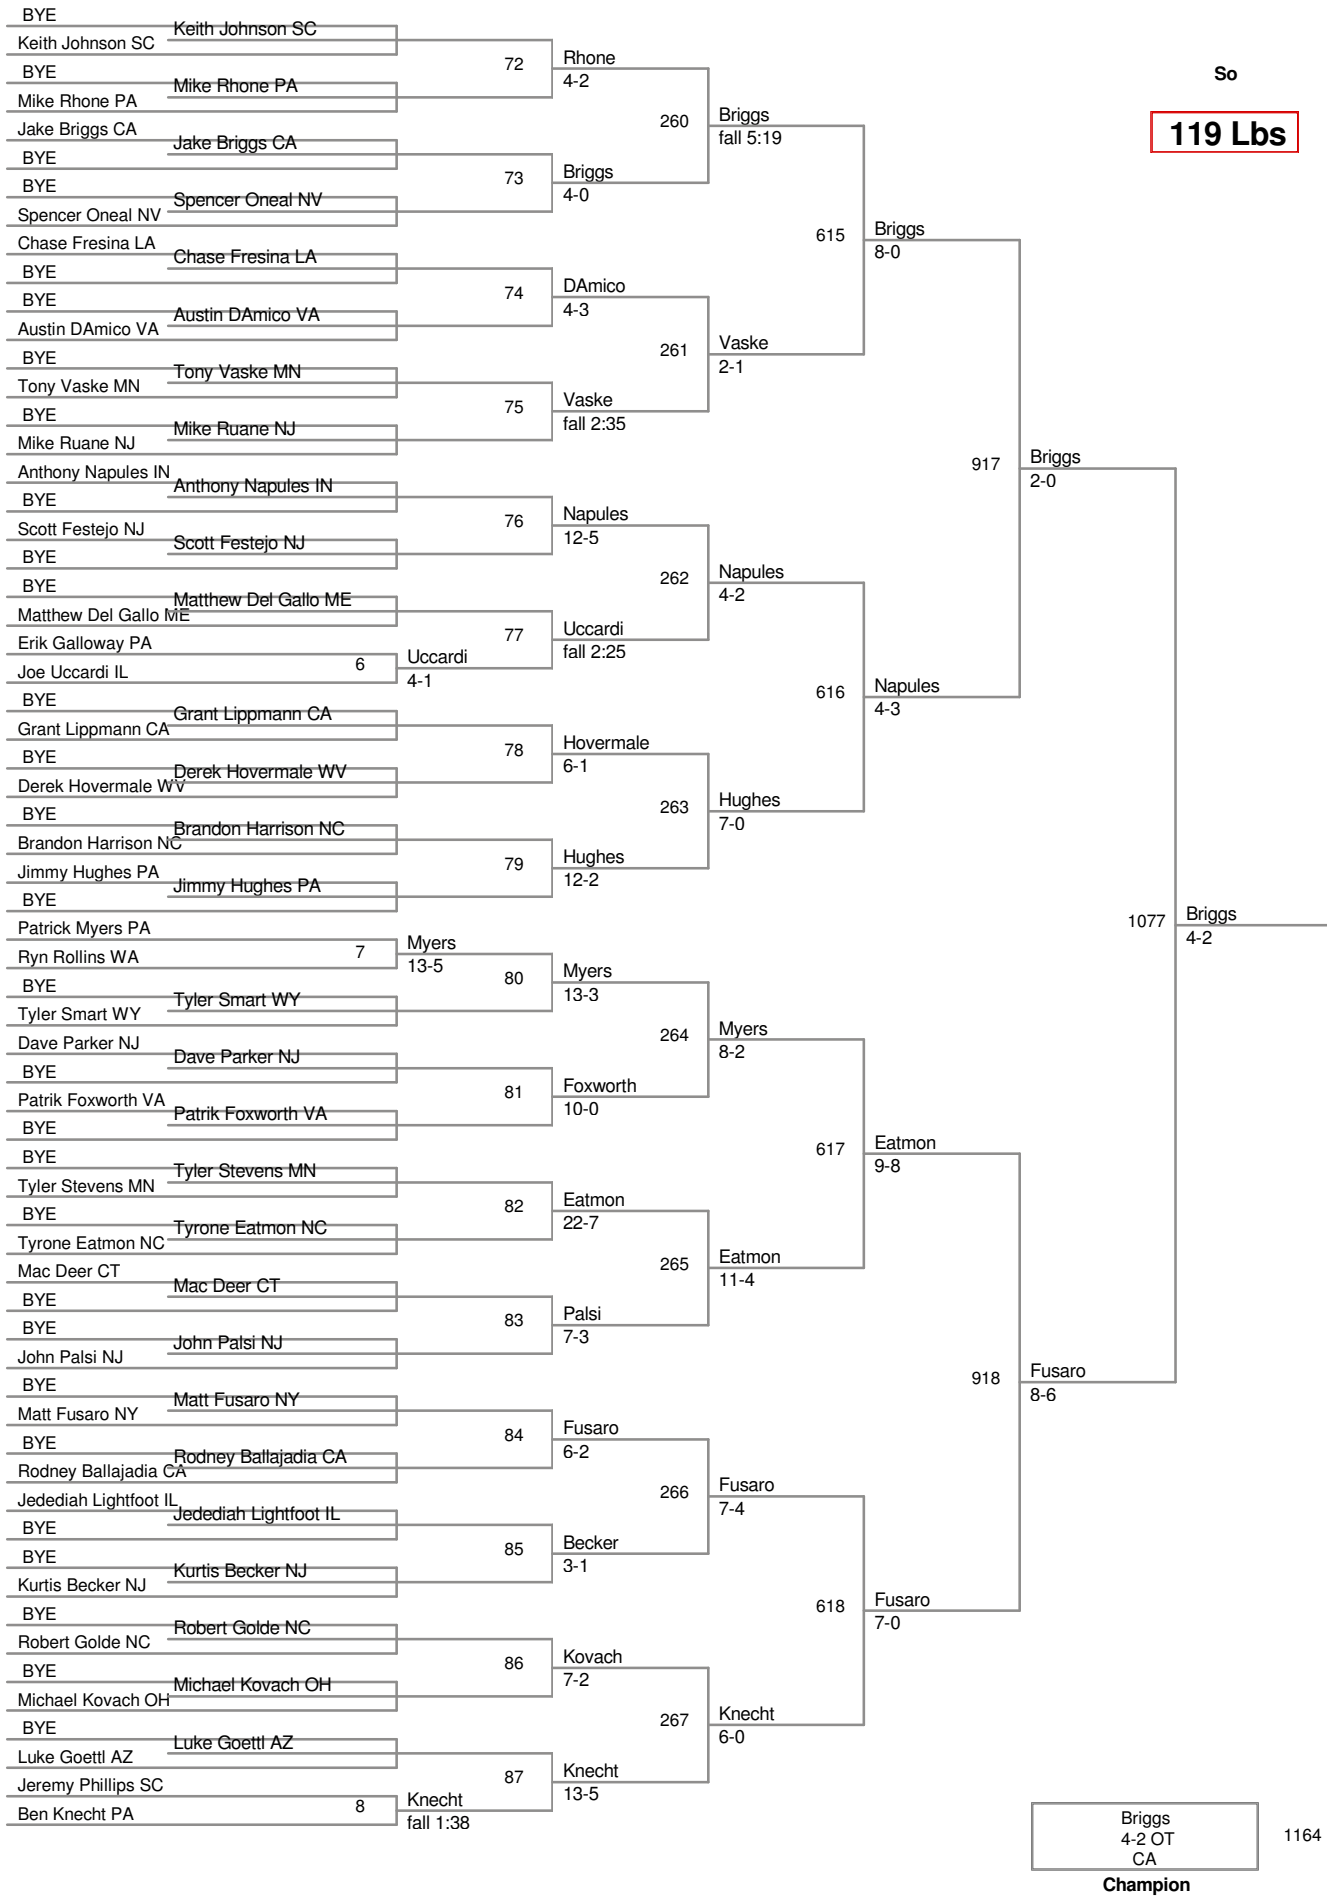 BYE
Keith Johnson SC
Keith Johnson SC
BYE
Mike Rhone PA
Mike Rhone PA
72
Rhone
4-2
Jake Briggs CA
BYE
Jake Briggs CA
BYE
Spencer Oneal NV
Spencer Oneal NV
73
Briggs
4-0
260
Briggs
fall 5:19
Chase Fresina LA
BYE
Chase Fresina LA
BYE
Austin DAmico VA
Austin DAmico VA
74
DAmico
4-3
BYE
Tony Vaske MN
Tony Vaske MN
BYE
Mike Ruane NJ
Mike Ruane NJ
75
Vaske
fall 2:35
261
Vaske
2-1
615
Briggs
8-0
Anthony Napules IN
BYE
Anthony Napules IN
Scott Festejo NJ
BYE
Scott Festejo NJ
76
Napules
12-5
BYE
Matthew Del Gallo ME
Matthew Del Gallo ME
Erik Galloway PA
Joe Uccardi IL
6
Uccardi
4-1
77
Uccardi
fall 2:25
262
Napules
4-2
BYE
Grant Lippmann CA
Grant Lippmann CA
BYE
Derek Hovermale WV
Derek Hovermale WV
78
Hovermale
6-1
BYE
Brandon Harrison NC
Brandon Harrison NC
Jimmy Hughes PA
BYE
Jimmy Hughes PA
79
Hughes
12-2
263
Hughes
7-0
616
Napules
4-3
917
Briggs
2-0
Patrick Myers PA
Ryn Rollins WA
7
Myers
13-5
BYE
Tyler Smart WY
Tyler Smart WY
80
Myers
13-3
Dave Parker NJ
BYE
Dave Parker NJ
Patrik Foxworth VA
BYE
Patrik Foxworth VA
81
Foxworth
10-0
264
Myers
8-2
BYE
Tyler Stevens MN
Tyler Stevens MN
BYE
Tyrone Eatmon NC
Tyrone Eatmon NC
82
Eatmon
22-7
Mac Deer CT
BYE
Mac Deer CT
BYE
John Palsi NJ
John Palsi NJ
83
Palsi
7-3
265
Eatmon
11-4
617
Eatmon
9-8
BYE
Matt Fusaro NY
Matt Fusaro NY
BYE
Rodney Ballajadia CA
Rodney Ballajadia CA
84
Fusaro
6-2
Jedediah Lightfoot IL
BYE
Jedediah Lightfoot IL
BYE
Kurtis Becker NJ
Kurtis Becker NJ
85
Becker
3-1
266
Fusaro
7-4
BYE
Robert Golde NC
Robert Golde NC
BYE
Michael Kovach OH
Michael Kovach OH
86
Kovach
7-2
BYE
Luke Goettl AZ
Luke Goettl AZ
Jeremy Phillips SC
Ben Knecht PA
8
Knecht
fall 1:38
87
Knecht
13-5
267
Knecht
6-0
618
Fusaro
7-0
918
Fusaro
8-6
1077
Briggs
4-2
So
119 Lbs
Briggs
4-2 OT
CA
1164
Champion